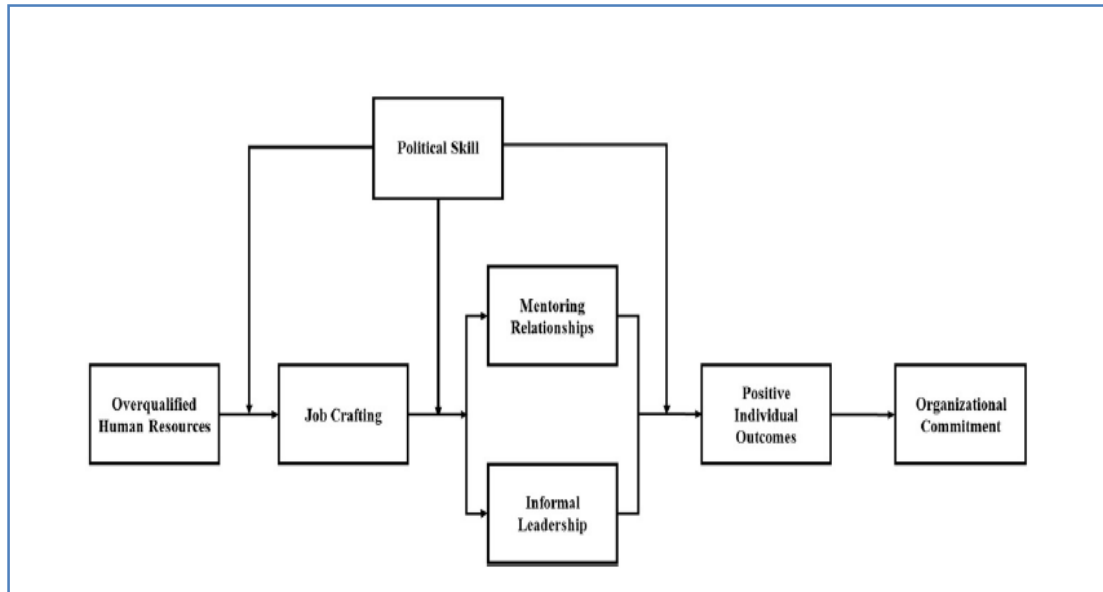 Political Skill
Mentoring
Relationships
Overqualified
Human Resources
Job Crafting
Positive
Individual
Outcomes
Organizational
Commitment
Informal
Leadership